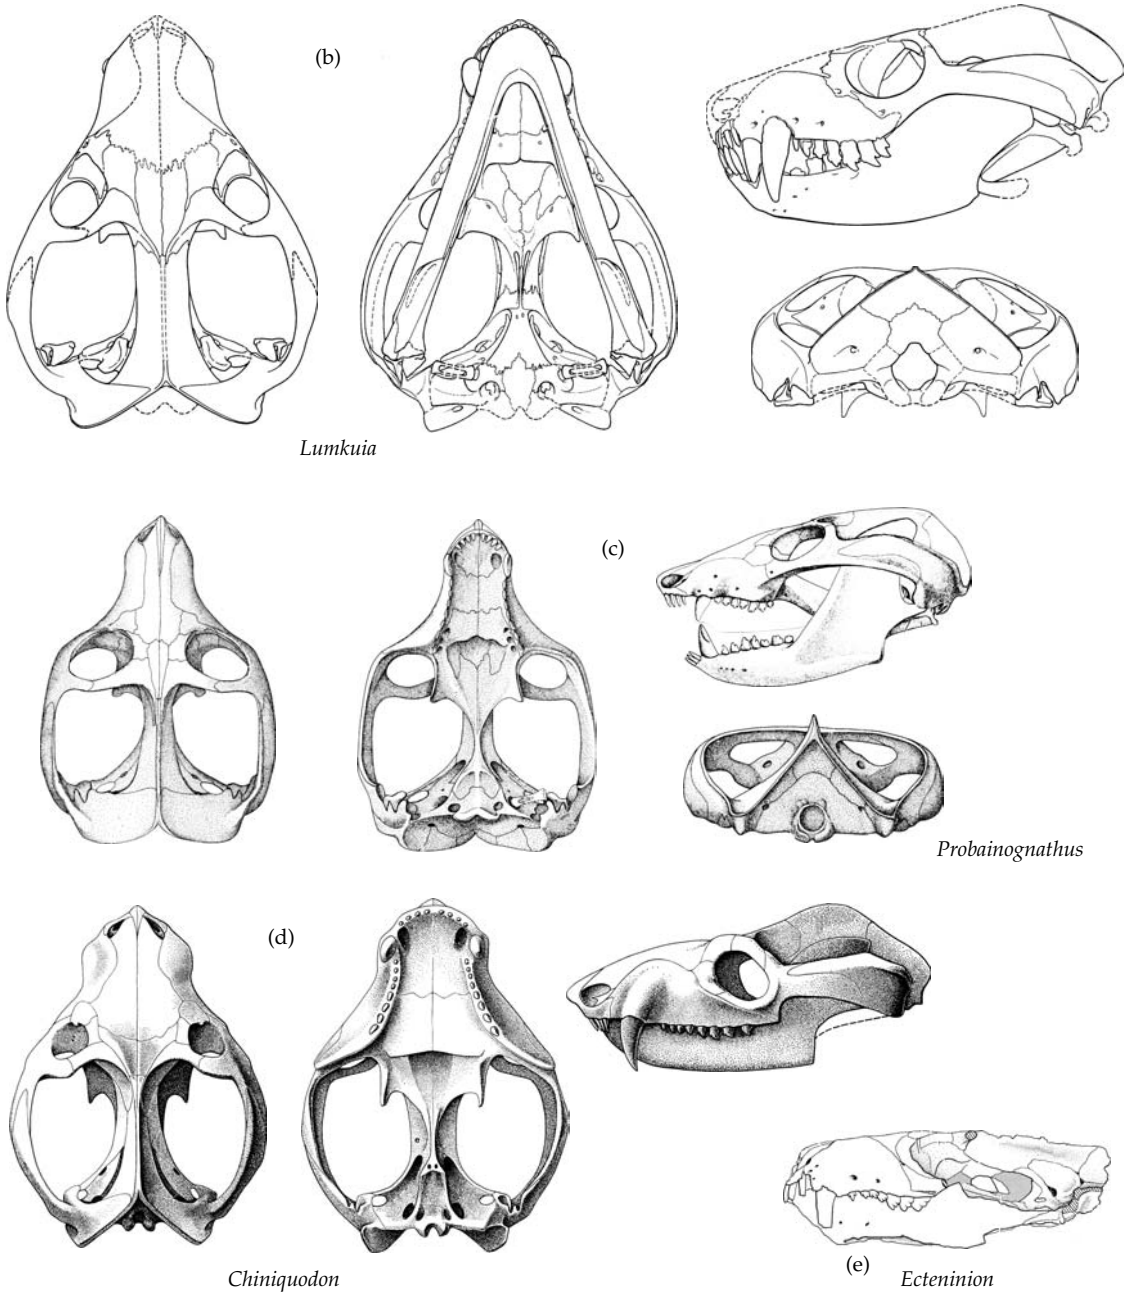 (b)
Lumkuia
(c)
Probainognathus
(d)
Chiniquodon
(e)
Ecteninion